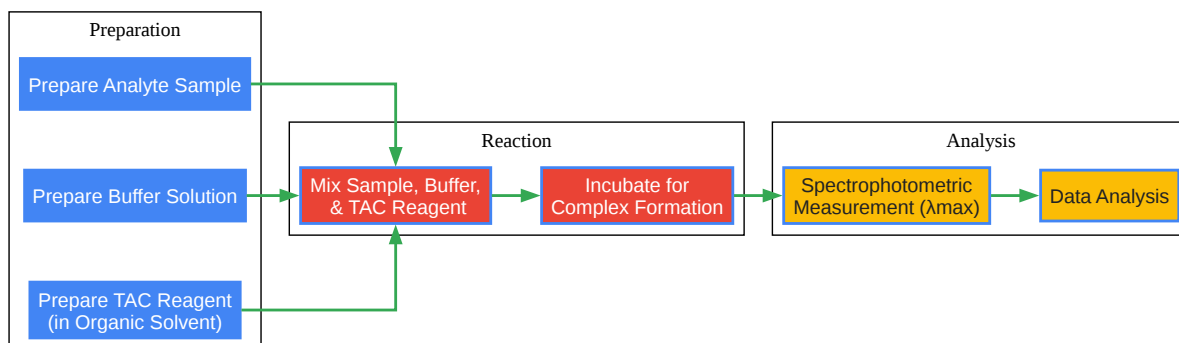 Preparation
Prepare Analyte Sample
Prepare Buffer Solution
Prepare TAC Reagent
(in Organic Solvent)
Reaction
Mix Sample, Buffer,
& TAC Reagent
Incubate for
Complex Formation
Analysis
Spectrophotometric
Measurement (λmax)
Data Analysis